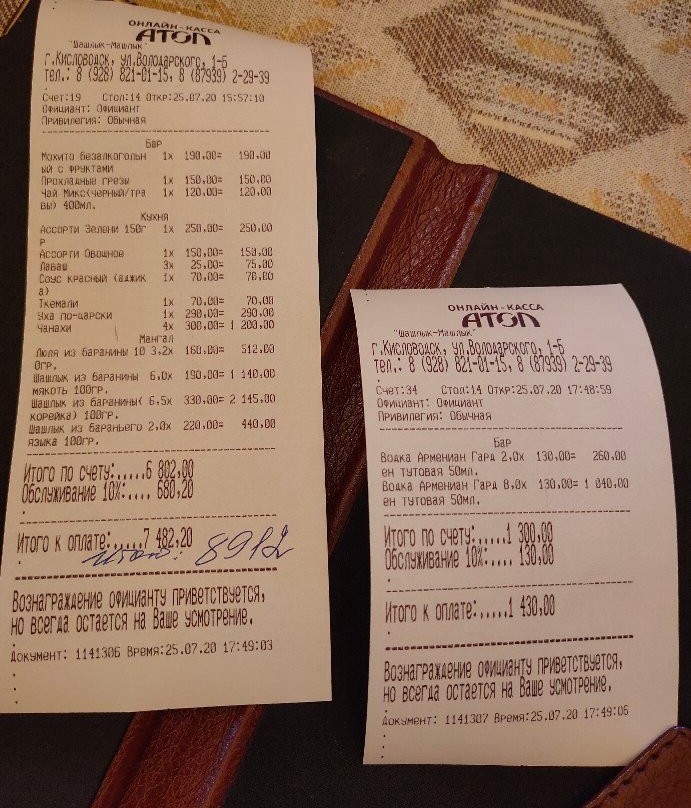 ОНЛАЙН-КАССА
АТОЛ
"Шашлык-Машлык"
г.Кисловодск, ул.Володарского, 1-Б
тел.: 8 (928) 821-01-15, 8 (87939) 2-29-39
Счет:19 Стол:14 Откр:25.07.20 15:57:10
Официант: Официант
Привилегия: Обычная
Бар
Мохито безалкогольн 1x 190,00= 190,00
ый с фруктами
Прохладные грезы 1x 150,00= 150,00
Чай Микс(черный/тра 1x 120,00= 120,00
вы) 400мл.
Кухня
Ассорти Зелени 150г 1x 250,00= 250,00
р
Ассорти Овощное 1x 150,00= 150,00
Лаваш 3x 25,00= 75,00
Соус красный (аджик 1x 70,00= 70,00
а)
Ткемали 1x 70,00= 70,00
Уха по-царски 1x 290,00= 290,00
Чанахи 4x 300,00= 1 200,00
Мангал
Люля из баранины 10 3,2x 160,00= 512,00
0гр.
Шашлык из баранины 6,0x 190,00= 1 140,00
мякоть 100гр.
Шашлык из баранины( 6,5x 330,00= 2 145,00
корейка) 100гр.
Шашлык из бараньего 2,0x 220,00= 440,00
языка 100гр.
Итого по счету:.....6 802,00
Обслуживание 10%:.... 680,20
Итого к оплате:.....7 482,20
итог: 8912
Вознаграждение официанту приветствуется,
но всегда остается на Ваше усмотрение.
Документ: 1141306 Время:25.07.20 17:49:03
ОНЛАЙН-КАССА
АТОЛ
"Шашлык-Машлык"
г.Кисловодск, ул.Володарского, 1-Б
тел.: 8 (928) 821-01-15, 8 (87939) 2-29-39
Счет:34 Стол:14 Откр:25.07.20 17:48:59
Официант: Официант
Привилегия: Обычная
Бар
Водка Армениан Гард 2,0x 130,00= 260,00
ен тутовая 50мл.
Водка Армениан Гард 8,0x 130,00= 1 040,00
ен тутовая 50мл.
Итого по счету:.....1 300,00
Обслуживание 10%:.... 130,00
Итого к оплате:.....1 430,00
Вознаграждение официанту приветствуется,
но всегда остается на Ваше усмотрение.
Документ: 1141307 Время:25.07.20 17:49:06